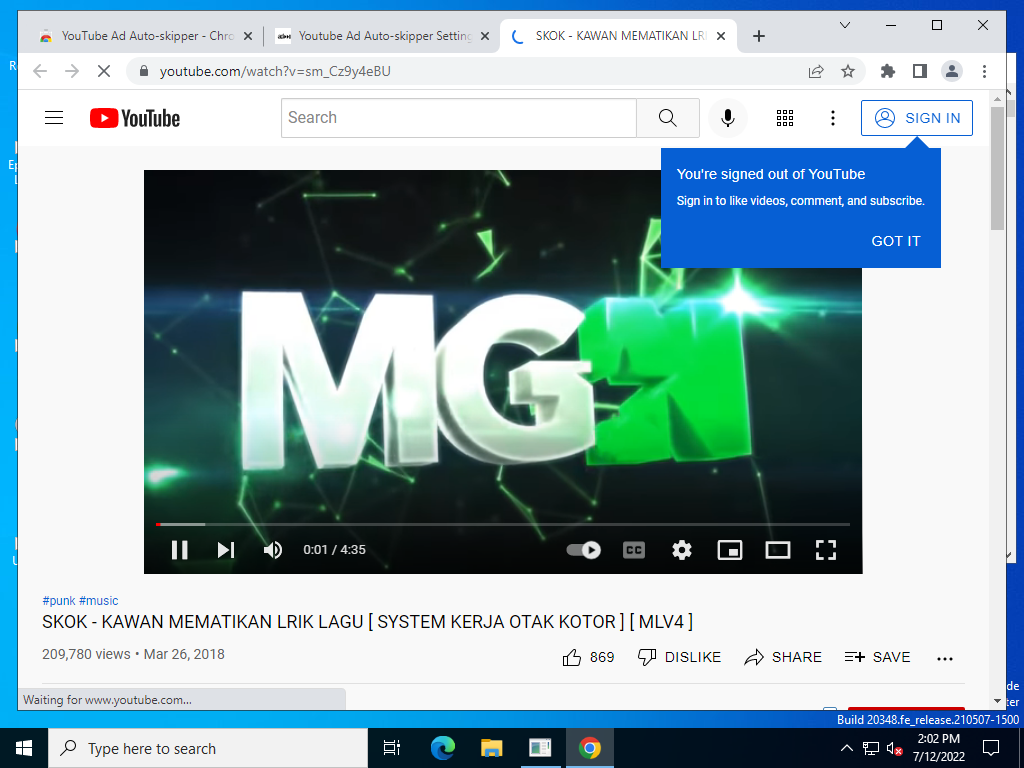 YouTube Ad Auto-skipper - Chro
Youtube Ad Auto-skipper Setting
SKOK - KAWAN MEMATIKAN LRI
youtube.com/watch?v=sm_Cz9y4eBU
YouTube
Search
SIGN IN
You're signed out of YouTube
Sign in to like videos, comment, and subscribe.
GOT IT
MGN
0:01 / 4:35
CC
#punk #music
SKOK - KAWAN MEMATIKAN LRIK LAGU [ SYSTEM KERJA OTAK KOTOR ] [ MLV4 ]
209,780 views • Mar 26, 2018
869
DISLIKE
SHARE
SAVE
Waiting for www.youtube.com...
Build 20348.fe_release.210507-1500
Type here to search
2:02 PM
7/12/2022